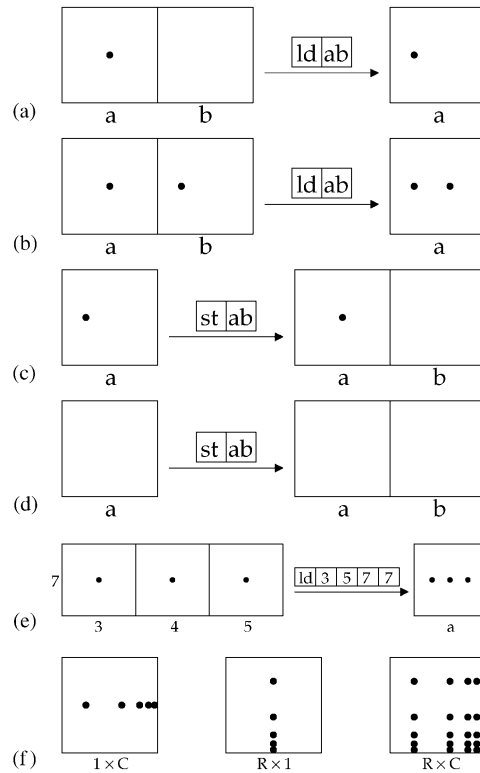 ld ab
(a) a b a
ld ab
(b) a b a
st ab
(c) a a b
st ab
(d) a a b
7 ld 3 5 7 7
(e) 3 4 5 a
(f) 1 × C R × 1 R × C